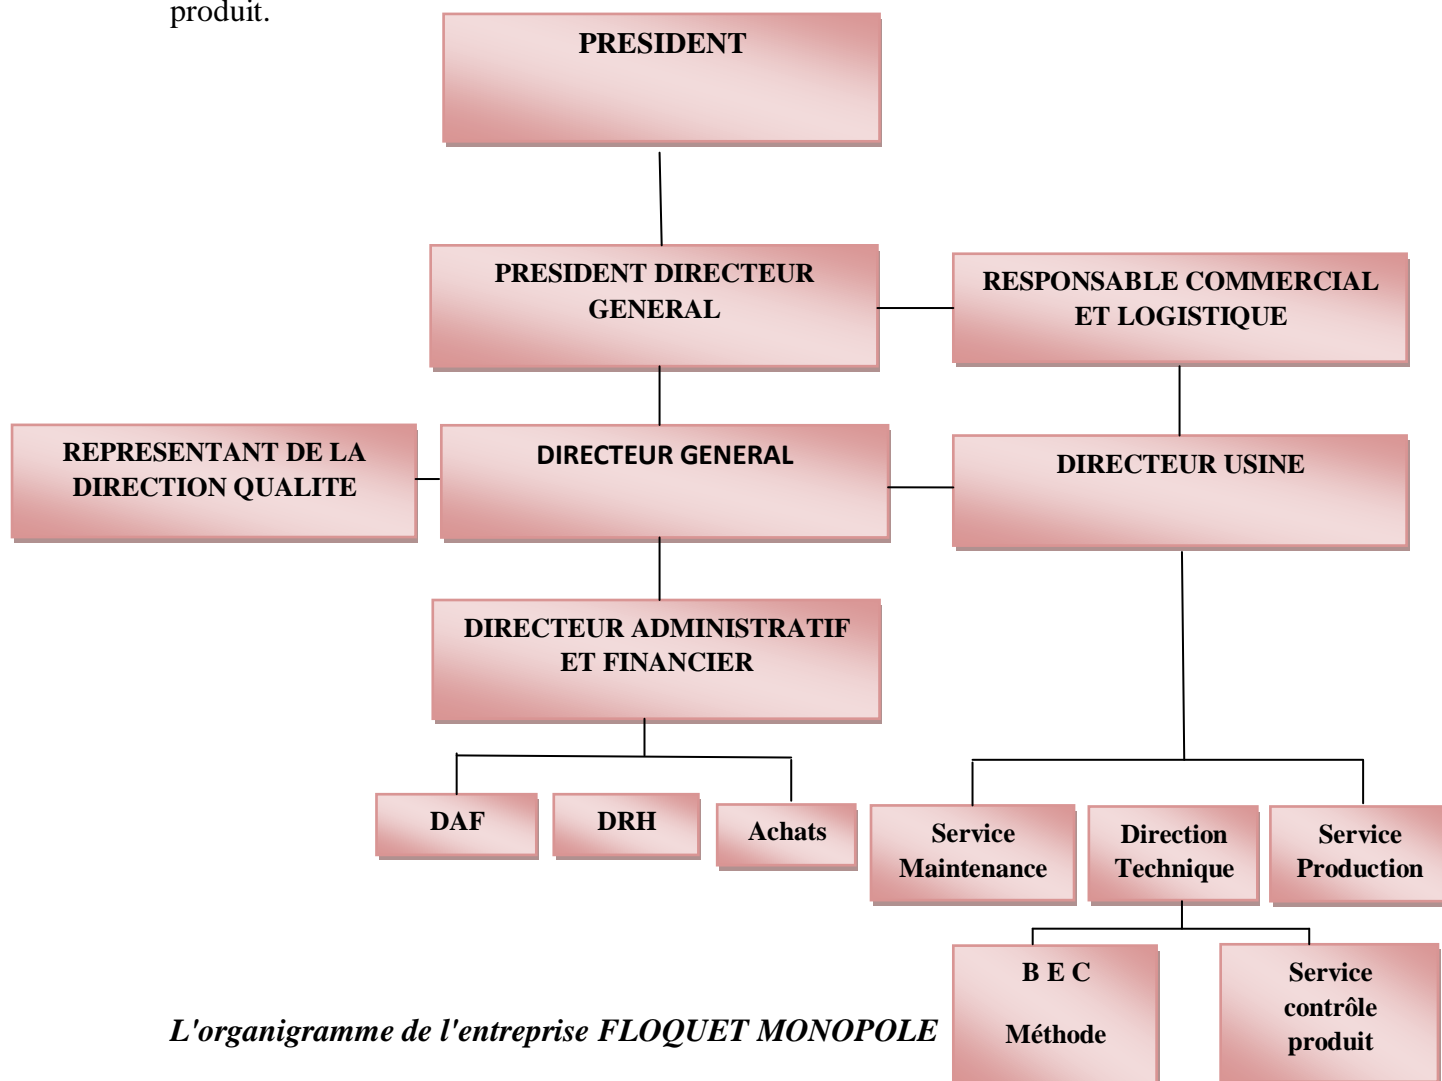 produit.
PRESIDENT
PRESIDENT DIRECTEUR
GENERAL
RESPONSABLE COMMERCIAL
ET LOGISTIQUE
REPRESENTANT DE LA
DIRECTION QUALITE
DIRECTEUR GENERAL
DIRECTEUR USINE
DIRECTEUR ADMINISTRATIF
ET FINANCIER
DAF
DRH
Achats
Service
Maintenance
Direction
Technique
Service
Production
B E C
Méthode
Service
contrôle
produit
L'organigramme de l'entreprise FLOQUET MONOPOLE